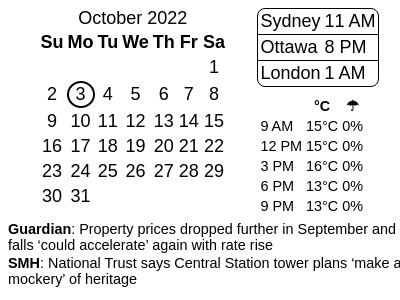 October 2022
Su Mo Tu We Th Fr Sa
1
2 3 4 5 6 7 8
9 10 11 12 13 14 15
16 17 18 19 20 21 22
23 24 25 26 27 28 29
30 31
Sydney 11 AM
Ottawa 8 PM
London 1 AM
°C ☂
9 AM 15°C 0%
12 PM 15°C 0%
3 PM 16°C 0%
6 PM 13°C 0%
9 PM 13°C 0%
Guardian: Property prices dropped further in September and
falls ‘could accelerate’ again with rate rise
SMH: National Trust says Central Station tower plans ‘make a
mockery’ of heritage